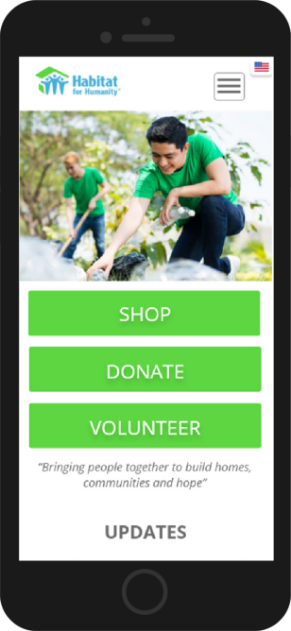 Habitat
for Humanity®
SHOP
DONATE
VOLUNTEER
“Bringing people together to build homes,
communities and hope”
UPDATES